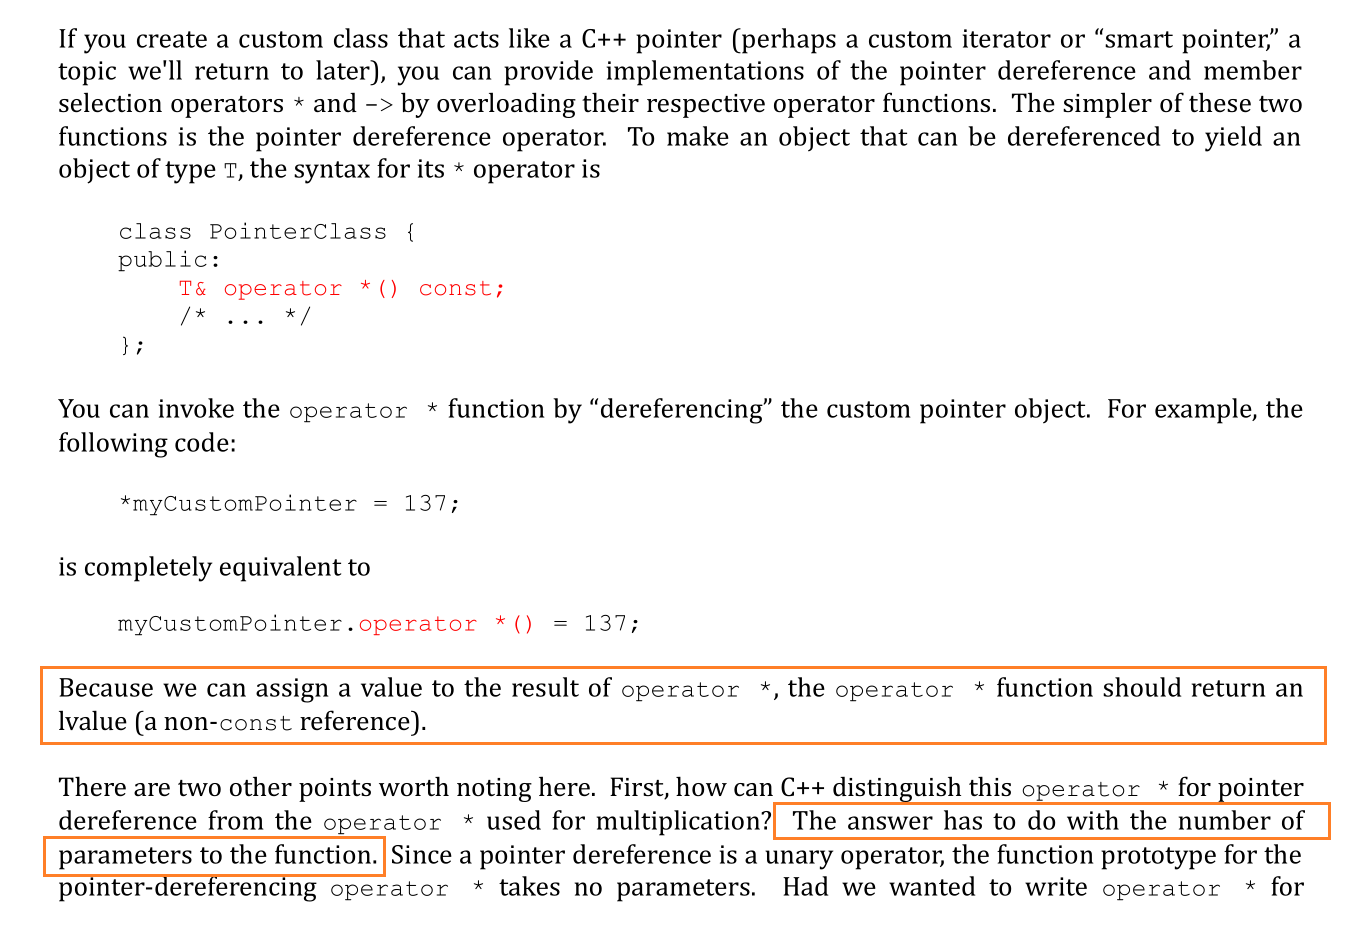 If you create a custom class that acts like a C++ pointer (perhaps a custom iterator or “smart pointer,” a
topic we'll return to later), you can provide implementations of the pointer dereference and member
selection operators * and -> by overloading their respective operator functions.  The simpler of these two
functions is the pointer dereference operator.  To make an object that can be dereferenced to yield an
object of type T, the syntax for its * operator is
class PointerClass {
public:
    T& operator *() const;
    /* ... */
};
You can invoke the operator * function by “dereferencing” the custom pointer object.  For example, the
following code:
*myCustomPointer = 137;
is completely equivalent to
myCustomPointer.operator *() = 137;
Because we can assign a value to the result of operator *, the operator * function should return an
lvalue (a non-const reference).
There are two other points worth noting here.  First, how can C++ distinguish this operator * for pointer
dereference from the operator * used for multiplication?  The answer has to do with the number of
parameters to the function.  Since a pointer dereference is a unary operator, the function prototype for the
pointer-dereferencing operator * takes no parameters.  Had we wanted to write operator * for